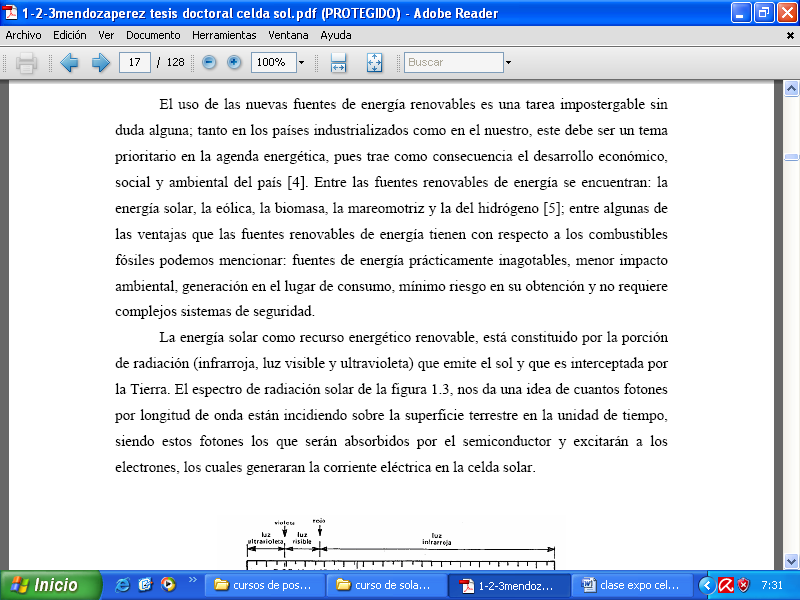 1-2-3mendozaperez tesis doctoral celda sol.pdf (PROTEGIDO) - Adobe Reader
Archivo Edición Ver Documento Herramientas Ventana Ayuda
17 / 128 100% Buscar
El uso de las nuevas fuentes de energía renovables es una tarea impostergable sin
duda alguna; tanto en los países industrializados como en el nuestro, este debe ser un tema
prioritario en la agenda energética, pues trae como consecuencia el desarrollo económico,
social y ambiental del país [4]. Entre las fuentes renovables de energía se encuentran: la
energía solar, la eólica, la biomasa, la mareomotriz y la del hidrógeno [5]; entre algunas de
las ventajas que las fuentes renovables de energía tienen con respecto a los combustibles
fósiles podemos mencionar: fuentes de energía prácticamente inagotables, menor impacto
ambiental, generación en el lugar de consumo, mínimo riesgo en su obtención y no requiere
complejos sistemas de seguridad.
La energía solar como recurso energético renovable, está constituido por la porción
de radiación (infrarroja, luz visible y ultravioleta) que emite el sol y que es interceptada por
la Tierra. El espectro de radiación solar de la figura 1.3, nos da una idea de cuantos fotones
por longitud de onda están incidiendo sobre la superficie terrestre en la unidad de tiempo,
siendo estos fotones los que serán absorbidos por el semiconductor y excitarán a los
electrones, los cuales generaran la corriente eléctrica en la celda solar.
violeta rojo
luz luz luz
ultravioleta visible infrarroja
Inicio cursos de pos... curso de sola... 1-2-3mendoz... clase expo cel... 7:31